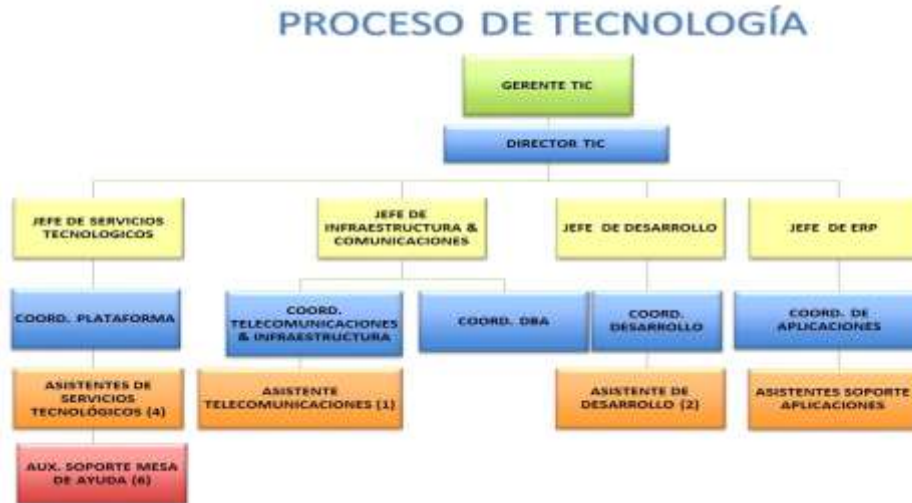 PROCESO DE TECNOLOGÍA
GERENTE TIC
DIRECTOR TIC
JEFE DE SERVICIOS
TECNOLOGICOS
JEFE DE
INFRAESTRUCTURA &
COMUNICACIONES
JEFE DE DESARROLLO
JEFE DE ERP
COORD. PLATAFORMA
COORD.
TELECOMUNICACIONES
& INFRAESTRUCTURA
COORD. DBA
COORD.
DESARROLLO
COORD. DE
APLICACIONES
ASISTENTES DE
SERVICIOS
TECNOLÓGICOS (4)
ASISTENTE
TELECOMUNICACIONES (1)
ASISTENTE DE
DESARROLLO (2)
ASISTENTES SOPORTE
APLICACIONES
AUX. SOPORTE MESA
DE AYUDA (6)